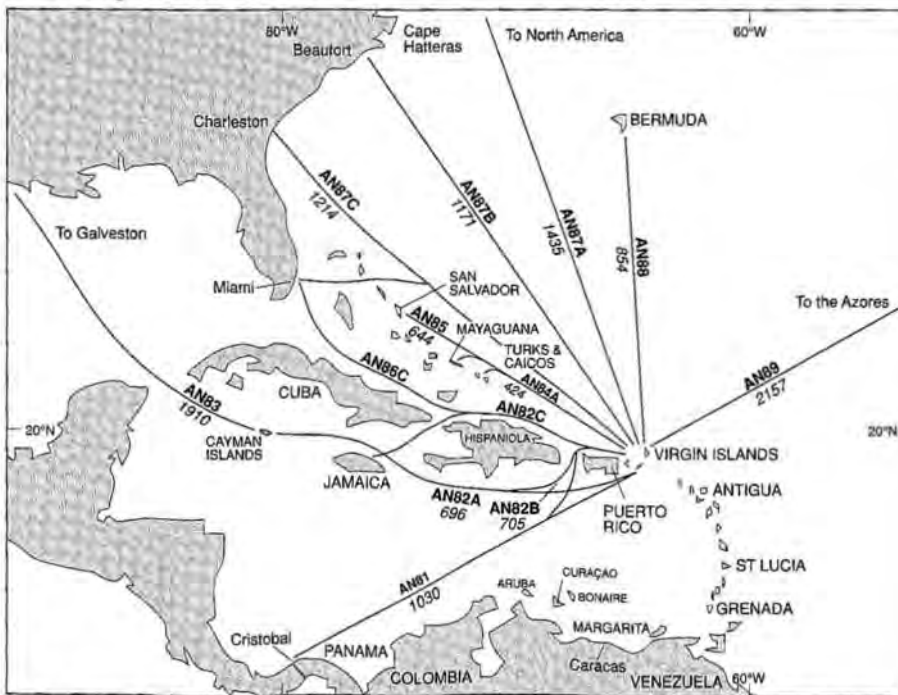 80°W
Cape
Hatteras
To North America
60°W
Beaufort
BERMUDA
Charleston
AN87C
1214
AN87B
1171
AN87A
1435
AN88
854
To Galveston
Miami
SAN
SALVADOR
To the Azores
AN85
644
MAYAGUANA
TURKS &
CAICOS
AN86C
AN84A
424
AN89
2157
AN83
1910
CUBA
AN82C
20°N
20°N
CAYMAN
ISLANDS
HISPANIOLA
VIRGIN ISLANDS
JAMAICA
AN82A
696
AN82B
705
PUERTO
RICO
ANTIGUA
AN81
1030
ARUBA
CURAÇAO
BONAIRE
ST LUCIA
GRENADA
MARGARITA
Cristobal
PANAMA
COLOMBIA
Caracas
VENEZUELA
60°W